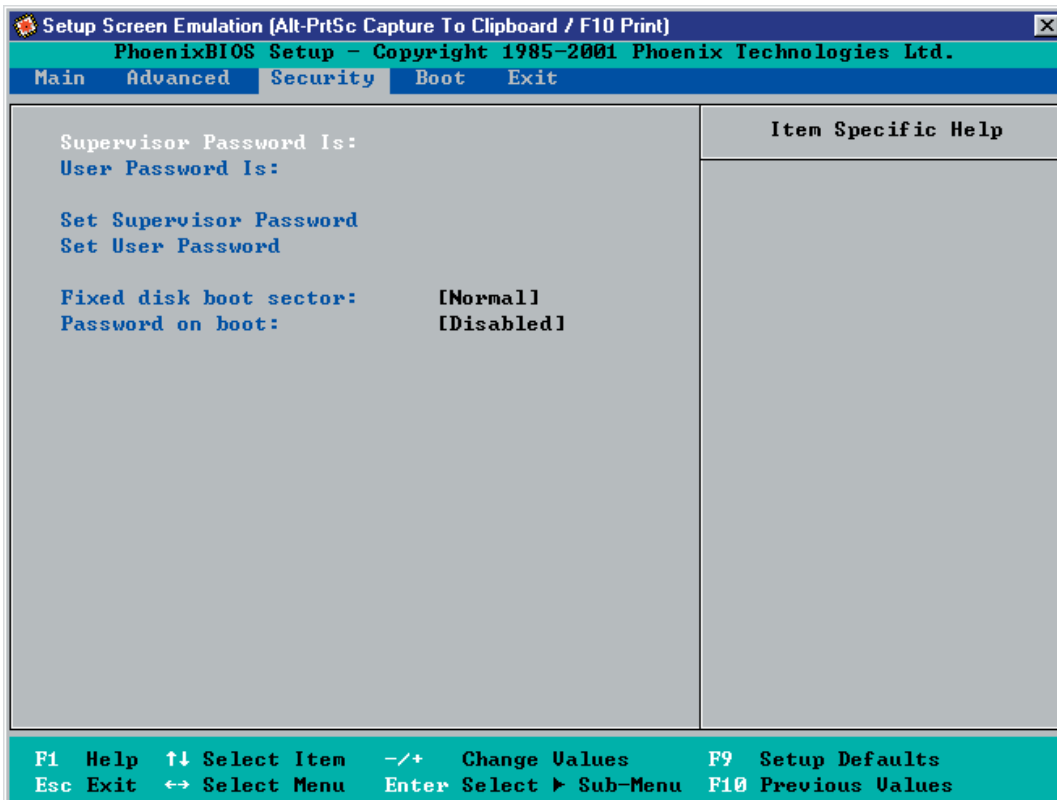 Setup Screen Emulation (Alt-PrtSc Capture To Clipboard / F10 Print)
PhoenixBIOS Setup - Copyright 1985-2001 Phoenix Technologies Ltd.
Main Advanced Security Boot Exit
Item Specific Help
Supervisor Password Is:
User Password Is:
Set Supervisor Password
Set User Password
Fixed disk boot sector: [Normal]
Password on boot: [Disabled]
F1 Help ↑↓ Select Item -/+ Change Values F9 Setup Defaults
Esc Exit ↔ Select Menu Enter Select ▶ Sub-Menu F10 Previous Values